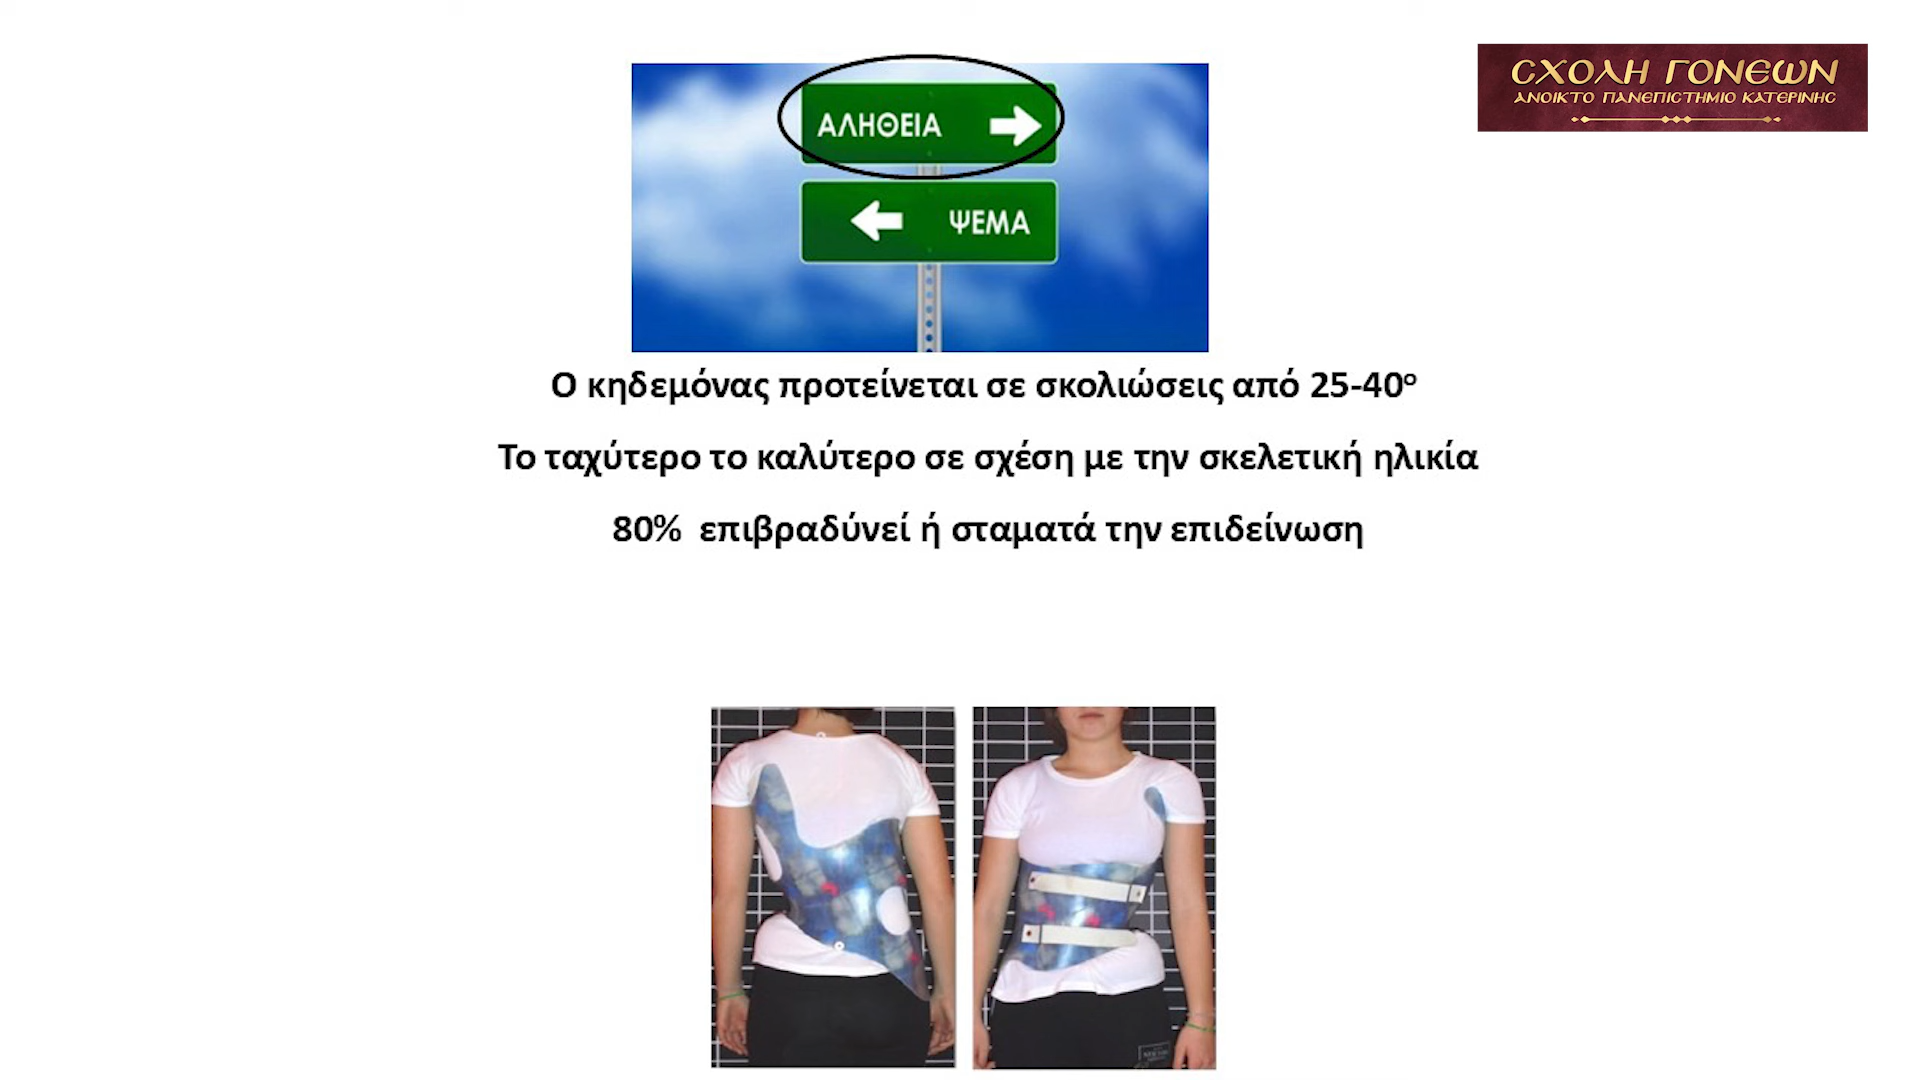 ΣΧΟΛΗ ΓΟΝΕΩΝ
ΑΝΟΙΚΤΟ ΠΑΝΕΠΙΣΤΗΜΙΟ ΚΑΤΕΡΙΝΗΣ
ΑΛΗΘΕΙΑ
ΨΕΜΑ
Ο κηδεμόνας προτείνεται σε σκολιώσεις από 25-40ο
Το ταχύτερο το καλύτερο σε σχέση με την σκελετική ηλικία
80% επιβραδύνεί ή σταματά την επιδείνωση